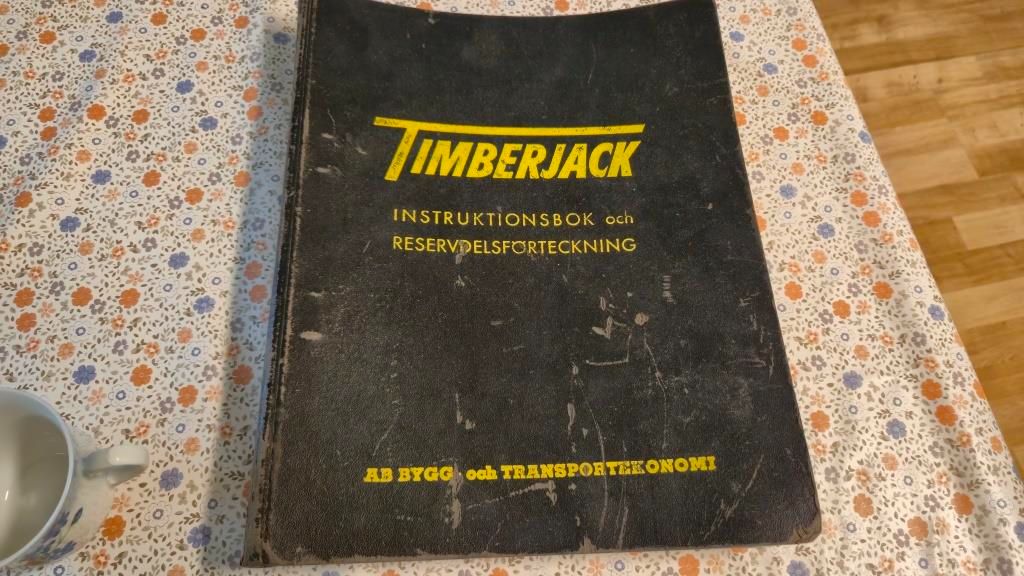 TIMBERJACK
INSTRUKTIONSBOK och
RESERVDELSFÖRTECKNING
AB BYGG- och TRANSPORTEKONOMI